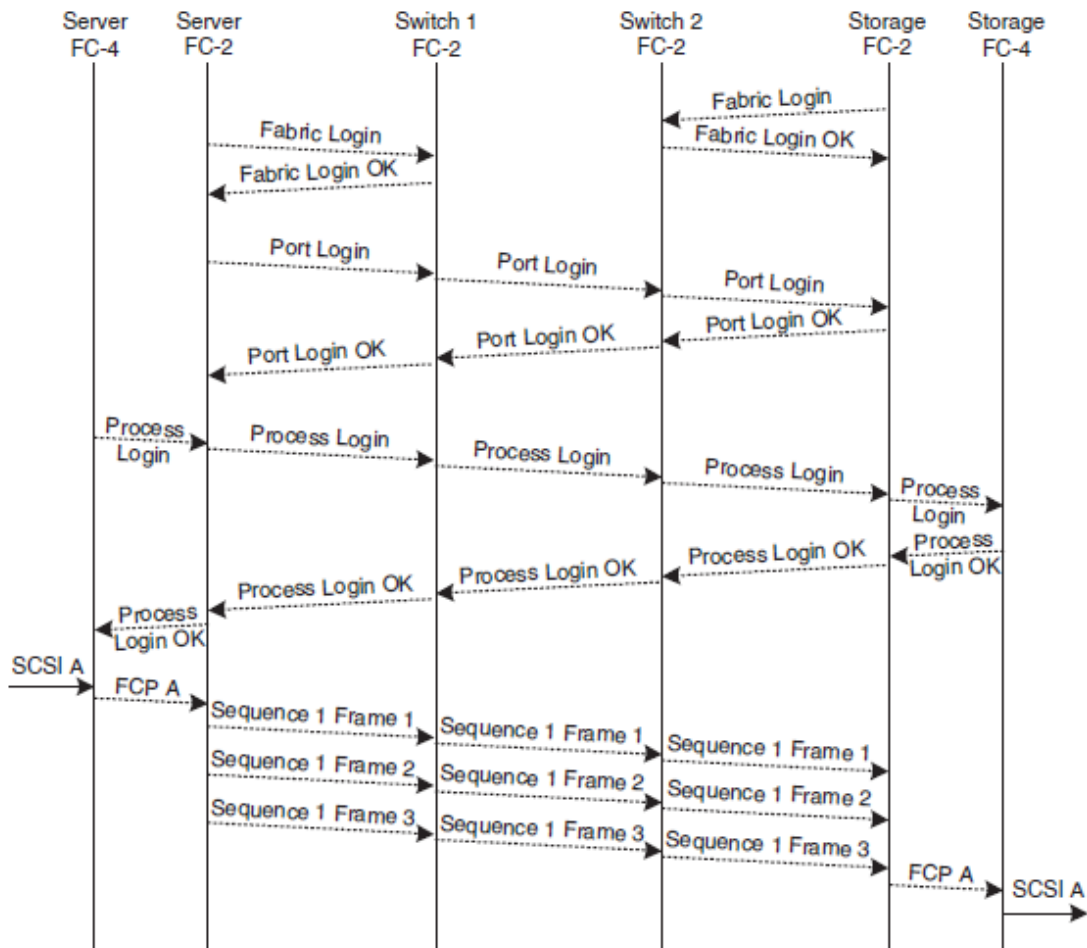 Server Server Switch 1 Switch 2 Storage Storage
FC-4 FC-2 FC-2 FC-2 FC-2 FC-4
Fabric Login
Fabric Login Fabric Login OK
Fabric Login OK
Port Login Port Login Port Login
Port Login OK Port Login OK Port Login OK
Process Process Login Process Login Process Login Process
Login Login
Process Login OK Process Login OK Process Login OK Process
Login OK
Process
Login OK
SCSI A
FCP A
Sequence 1 Frame 1 Sequence 1 Frame 1 Sequence 1 Frame 1
Sequence 1 Frame 2 Sequence 1 Frame 2 Sequence 1 Frame 2
Sequence 1 Frame 3 Sequence 1 Frame 3 Sequence 1 Frame 3
FCP A SCSI A